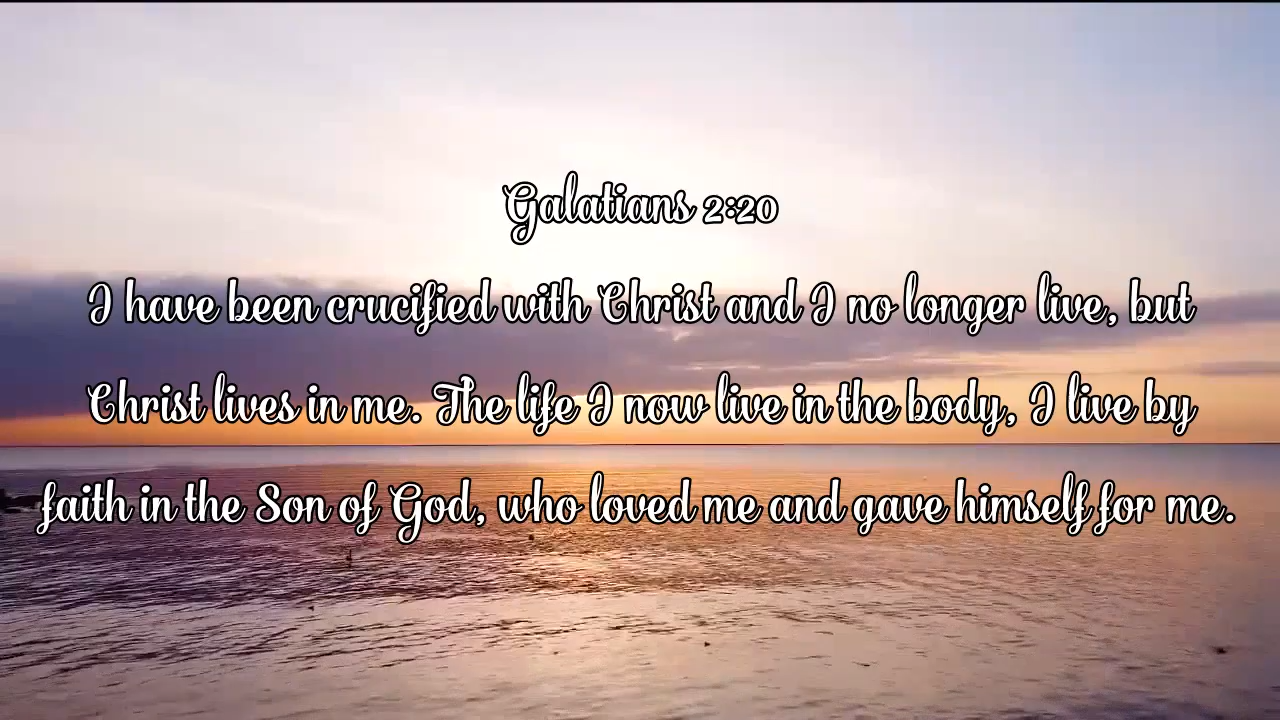 Galatians 2:20
I have been crucified with Christ and I no longer live, but
Christ lives in me. The life I now live in the body, I live by
faith in the Son of God, who loved me and gave himself for me.